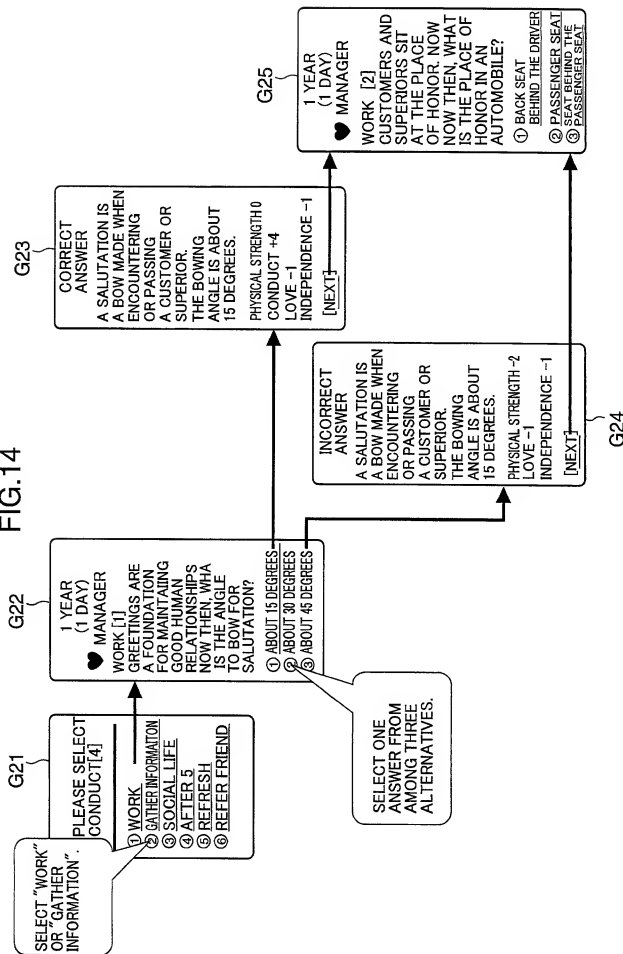 FIG.14
G21
PLEASE SELECT
CONDUCT[4]
① WORK
② GATHER INFORMATION
③ SOCIAL LIFE
④ AFTER 5
⑤ REFRESH
⑥ REFER FRIEND
SELECT "WORK"
OR "GATHER
INFORMATION".
G22
1 YEAR
(1 DAY)
♥ MANAGER
WORK [1]
GREETINGS ARE
A FOUNDATION
FOR MAINTAIING
GOOD HUMAN
RELATIONSHIPS
NOW THEN, WHA
IS THE ANGLE
TO BOW FOR
SALUTATION?
① ABOUT 15 DEGREES
② ABOUT 30 DEGREES
③ ABOUT 45 DEGREES
SELECT ONE
ANSWER FROM
AMONG THREE
ALTERNATIVES.
G23
CORRECT
ANSWER
A SALUTATION IS
A BOW MADE WHEN
ENCOUNTERING
OR PASSING
A CUSTOMER OR
SUPERIOR.
THE BOWING
ANGLE IS ABOUT
15 DEGREES.
PHYSICAL STRENGTH 0
CONDUCT +4
LOVE −1
INDEPENDENCE −1
[NEXT]
G24
INCORRECT
ANSWER
A SALUTATION IS
A BOW MADE WHEN
ENCOUNTERING
OR PASSING
A CUSTOMER OR
SUPERIOR.
THE BOWING
ANGLE IS ABOUT
15 DEGREES.
PHYSICAL STRENGTH −2
LOVE −1
INDEPENDENCE −1
[NEXT]
G25
1 YEAR
(1 DAY)
♥ MANAGER
WORK [2]
CUSTOMERS AND
SUPERIORS SIT
AT THE PLACE
OF HONOR. NOW
NOW THEN, WHAT
IS THE PLACE OF
HONOR IN AN
AUTOMOBILE?
① BACK SEAT
BEHIND THE DRIVER
② PASSENGER SEAT
③ SEAT BEHIND THE
PASSENGER SEAT